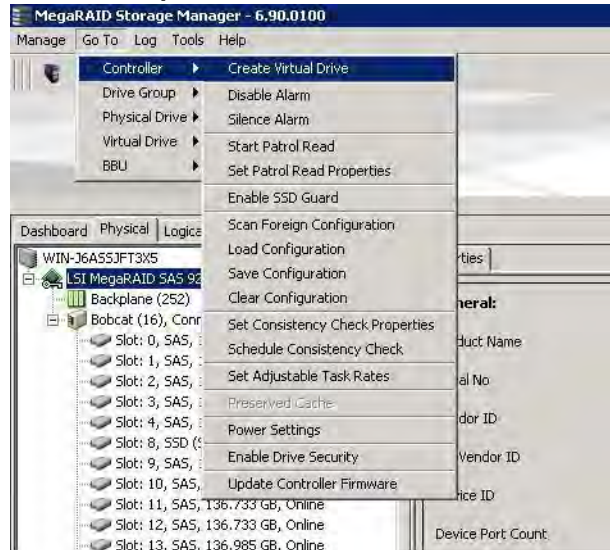 MegaRAID Storage Manager - 6.90.0100
Manage Go To Log Tools Help
Controller
Drive Group
Physical Drive
Virtual Drive
BBU
Create Virtual Drive
Disable Alarm
Silence Alarm
Start Patrol Read
Set Patrol Read Properties
Enable SSD Guard
Scan Foreign Configuration
Load Configuration
Save Configuration
Clear Configuration
Set Consistency Check Properties
Schedule Consistency Check
Set Adjustable Task Rates
Preserved Cache
Power Settings
Enable Drive Security
Update Controller Firmware
Dashboard Physical Logica
WIN-J6ASSJFT3X5
LSI MegaRAID SAS 92
Backplane (252)
Bobcat (16), Conr
Slot: 0, SAS,
Slot: 1, SAS,
Slot: 2, SAS,
Slot: 3, SAS,
Slot: 4, SAS,
Slot: 8, SSD (S
Slot: 9, SAS,
Slot: 10, SAS,
Slot: 11, SAS, 136.733 GB, Online
Slot: 12, SAS, 136.733 GB, Online
Slot: 13, SAS, 136.985 GB, Online
rties
neral:
duct Name
al No
dor ID
Vendor ID
ice ID
Device Port Count